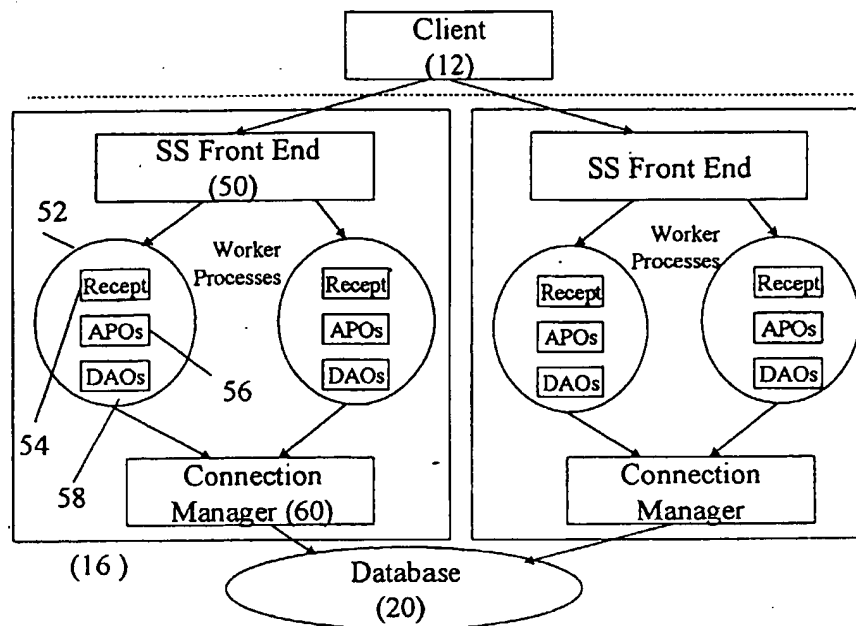 Client
(12)
SS Front End
(50)
SS Front End
52
Worker
Processes
Worker
Processes
Recept
APOs
DAOs
Recept
APOs
DAOs
Recept
APOs
DAOs
Recept
APOs
DAOs
56
54
58
Connection
Manager (60)
Connection
Manager
(16)
Database
(20)